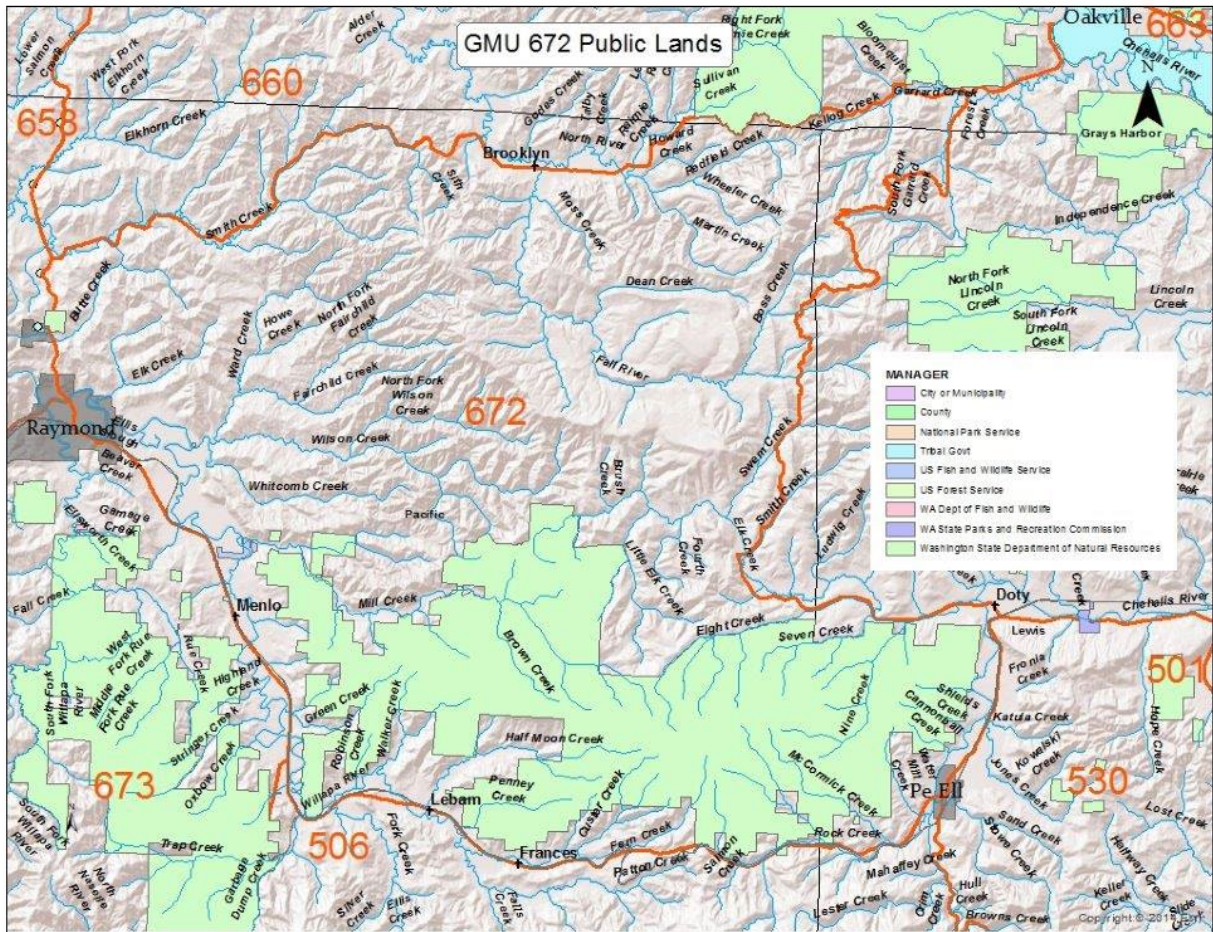 GMU 672 Public Lands
Oakville
663
Chehalis River
N
Lower
Salmon
Creek
West Fork
Elkhorn
Creek
Alder
Creek
Right Fork
Sullivan
Creek
Bloomquist
Creek
Garrard Creek
Forest
Creek
Grays Harbor
660
658
Elkhorn Creek
Talby
Creek
North River
Howard
Creek
Kellog Creek
Brooklyn
Redfield Creek
Wheeler Creek
Martin Creek
Moss Creek
South Fork
Garrard
Creek
Independence Creek
Smith Creek
Butte Creek
Dean Creek
Boss Creek
North Fork
Lincoln
Creek
Lincoln
Creek
South Fork
Lincoln
Creek
Howe
Creek
North Fork
Fairchild
Creek
Ward Creek
Elk Creek
Fairchild Creek
Fall River
North Fork
Wilson
Creek
672
Wilson Creek
Raymond
Ellis
Slough
Beaver
Creek
Whitcomb Creek
Brush
Creek
Swem Creek
Smith Creek
Pacific
MANAGER
City or Municipality
County
National Park Service
Tribal Govt
US Fish and Wildlife Service
US Forest Service
WA Dept of Fish and Wildlife
WA State Parks and Recreation Commission
Washington State Department of Natural Resources
Creek
Gamage
Creek
Ellsworth Creek
Ludwig Creek
Elk Creek
Fourth
Creek
Little Elk Creek
Fall Creek
Menlo
Mill Creek
Eight Creek
Seven Creek
Doty
Chehalis River
Lewis
Fronia
Creek
501
West
Fork Rue
Creek
Middle
Fork Rue
Creek
South Fork
Willapa
River
Rue Creek
Highland
Creek
Brown Creek
Nine Creek
Shields
Creek
Cannonball
Creek
Katula Creek
Hope Creek
Stringer Creek
Oxbow Creek
Green Creek
Robinson
Creek
Walker Creek
Half Moon Creek
Water
Mill
Creek
Kowalski
Creek
Jones Creek
530
673
Willapa River
Lebam
Penney
Creek
Custer Creek
McCormick Creek
Pe Ell
Lost Creek
South Fork
Willapa
River
506
Trap Creek
Fork Creek
Frances
Fern Creek
Patton Creek
Salmon
Creek
Rock Creek
Sand Creek
Stowe Creek
Halfway Creek
Mahaffey Creek
North
Naselle
River
Garbage
Dump Creek
Silver
Creek
Ellis
Creek
Falls
Creek
Lester Creek
Crim
Creek
Hull
Creek
Browns Creek
Keller
Creek
Slide
Copyright:© 2014 Esri